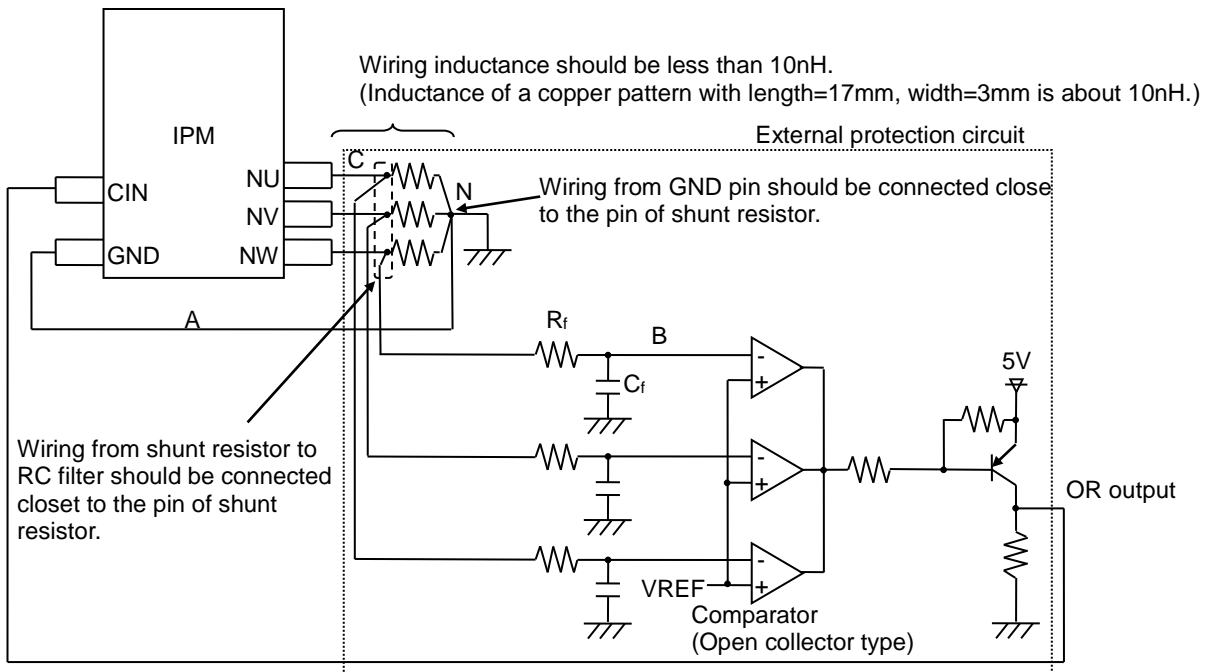 Wiring inductance should be less than 10nH.
(Inductance of a copper pattern with length=17mm, width=3mm is about 10nH.)
External protection circuit
IPM
CIN
GND
NU
NV
NW
C
N
Wiring from GND pin should be connected close
to the pin of shunt resistor.
A
Rf
B
Cf
-
+
5V
Wiring from shunt resistor to
RC filter should be connected
closet to the pin of shunt
resistor.
-
+
OR output
-
+
VREF
Comparator
(Open collector type)